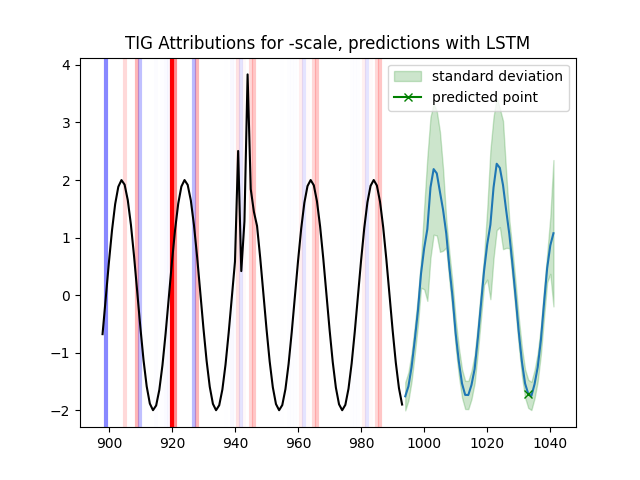 TIG Attributions for -scale, predictions with LSTM
standard deviation
predicted point
4
3
2
1
0
−1
−2
900 920 940 960 980 1000 1020 1040